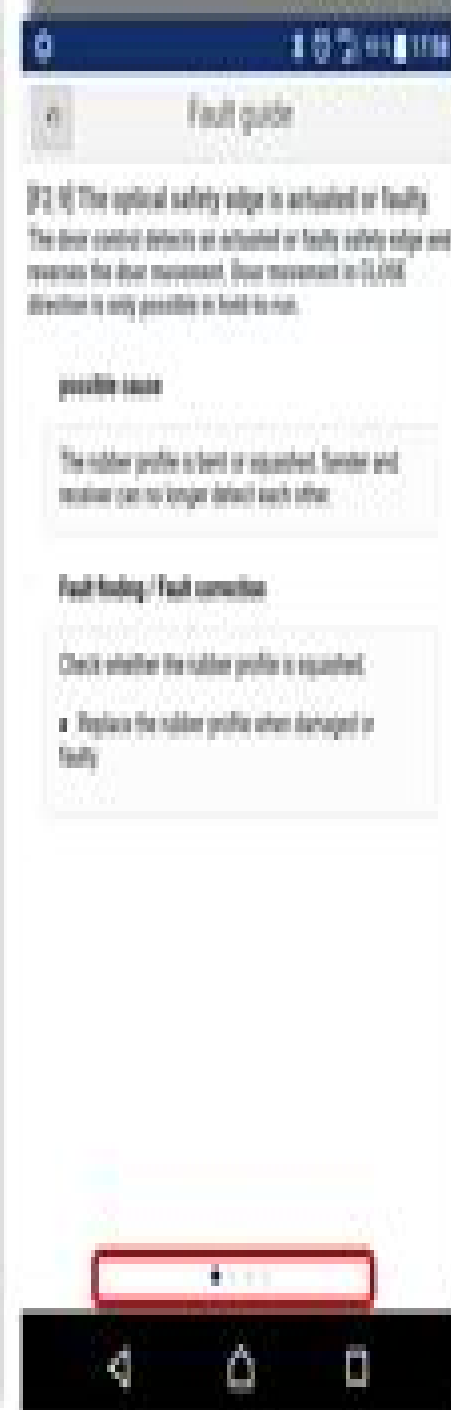 Fault guide
The optical safety edge is actuated or faulty.
The door control detects an actuated or faulty safety edge and
reverses the door movement. Door movement in CLOSE
direction is only possible in hold-to-run.
possible cause
The rubber profile is bent or squashed. Sender and
receiver can no longer detect each other.
Fault finding / Fault correction
Check whether the rubber profile is squashed.
• Replace the rubber profile when damaged or
faulty